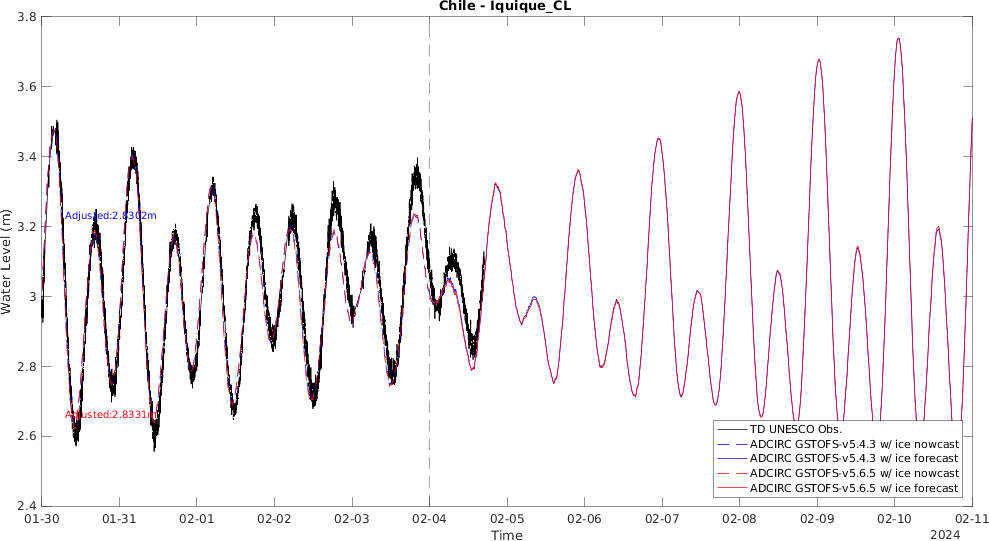 Chile - Iquique_CL
3.8
3.6
3.4
3.2
3
2.8
2.6
2.4
Water Level (m)
Adjusted:2.8302m
Adjusted:2.8331m
TD UNESCO Obs.
ADCIRC GSTOFS-v5.4.3 w/ ice nowcast
ADCIRC GSTOFS-v5.4.3 w/ ice forecast
ADCIRC GSTOFS-v5.6.5 w/ ice nowcast
ADCIRC GSTOFS-v5.6.5 w/ ice forecast
01-30 01-31 02-01 02-02 02-03 02-04 02-05 02-06 02-07 02-08 02-09 02-10 02-11
Time
2024